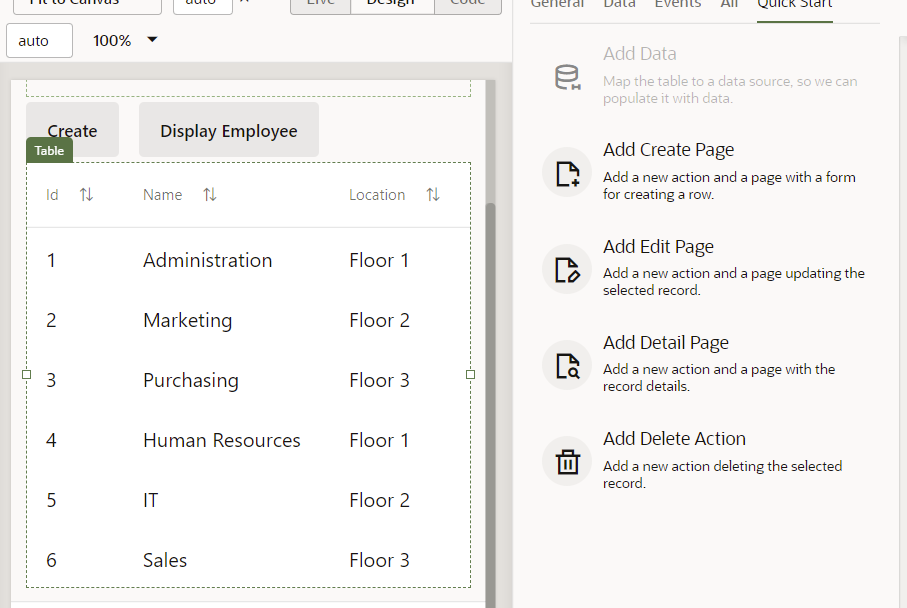 Fit to Canvas auto Live Design Code
auto 100%
Create Display Employee
Table
Id Name Location
1 Administration Floor 1
2 Marketing Floor 2
3 Purchasing Floor 3
4 Human Resources Floor 1
5 IT Floor 2
6 Sales Floor 3
General Data Events All Quick Start
Add Data
Map the table to a data source, so we can
populate it with data.
Add Create Page
Add a new action and a page with a form
for creating a row.
Add Edit Page
Add a new action and a page updating the
selected record.
Add Detail Page
Add a new action and a page with the
record details.
Add Delete Action
Add a new action deleting the selected
record.